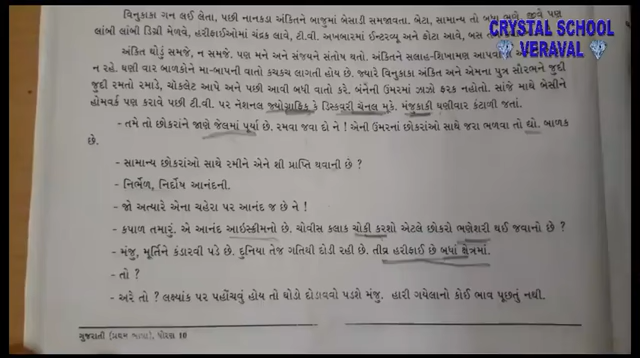 CRYSTAL SCHOOL
VERAVAL
વિનુકાકા ગન લઈ લેતા, પછી નાનકડા અંકિતને બાજુમાં બેસાડી સમજાવતા. બેટા, સામાન્ય તો બધા ભલે. જીવે પણ
લાંબી લાંબી ડિગ્રી મેળવે, હરીફાઈઓમાં ચંદ્રક લાવે, ટી.વી. અખબારમાં ઈન્ટરવ્યૂ અને ફોટા આવે, બસ
અંકિત થોડું સમજે, ન સમજે. પણ મને અને સંજયને સંતોષ થતો. અંકિતને સલાહ-શિખામણ આપવાની
ન રહે. ઘણી વાર બાળકોને મા-બાપની વાતો કચકચ લાગતી હોય છે. જ્યારે વિનુકાકા અંકિત અને એમના પુત્ર સૌરભને જુદી
જુદી રમતો રમાડે, ચોકલેટ આપે અને પછી આવી બધી વાતો કરે. બંનેની ઉંમરમાં ઝાઝો ફરક નહોતો. સાંજે સાથે બેસીને
હોમવર્ક પણ કરાવે પછી ટી.વી. પર નેશનલ જ્યોગ્રાફિક કે ડિસ્કવરી ચૅનલ મૂકે. મંજુકાકી ઘણીવાર કંટાળી જતાં.
- તમે તો છોકરાંને જાણે જેલમાં પૂર્યા છે. રમવા જવા દો ને ! એની ઉંમરનાં છોકરાંઓ સાથે જરા ભળવા તો દ્યો. બાળક
છે.
- સામાન્ય છોકરાંઓ સાથે રમીને એને શી પ્રાપ્તિ થવાની છે ?
- નિર્ભેળ, નિર્દોષ આનંદની.
- જો અત્યારે એના ચહેરા પર આનંદ જ છે ને !
- કપાળ તમારું. એ આનંદ આઇસ્ક્રીમનો છે. ચોવીસ કલાક ચોકી કરશો એટલે છોકરો ભણેશરી થઈ જવાનો છે ?
- મંજુ, મૂર્તિને કંડારવી પડે છે. દુનિયા તેજ ગતિથી દોડી રહી છે. તીવ્ર હરીફાઈ છે બધાં ક્ષેત્રમાં.
- તો ?
- અરે તો ? લક્ષ્યાંક પર પહોંચવું હોય તો ઘોડો દોડાવવો પડશે મંજુ. હારી ગયેલાનો કોઈ ભાવ પૂછતું નથી.
ગુજરાતી (પ્રથમ ભાષા), ધોરણ 10